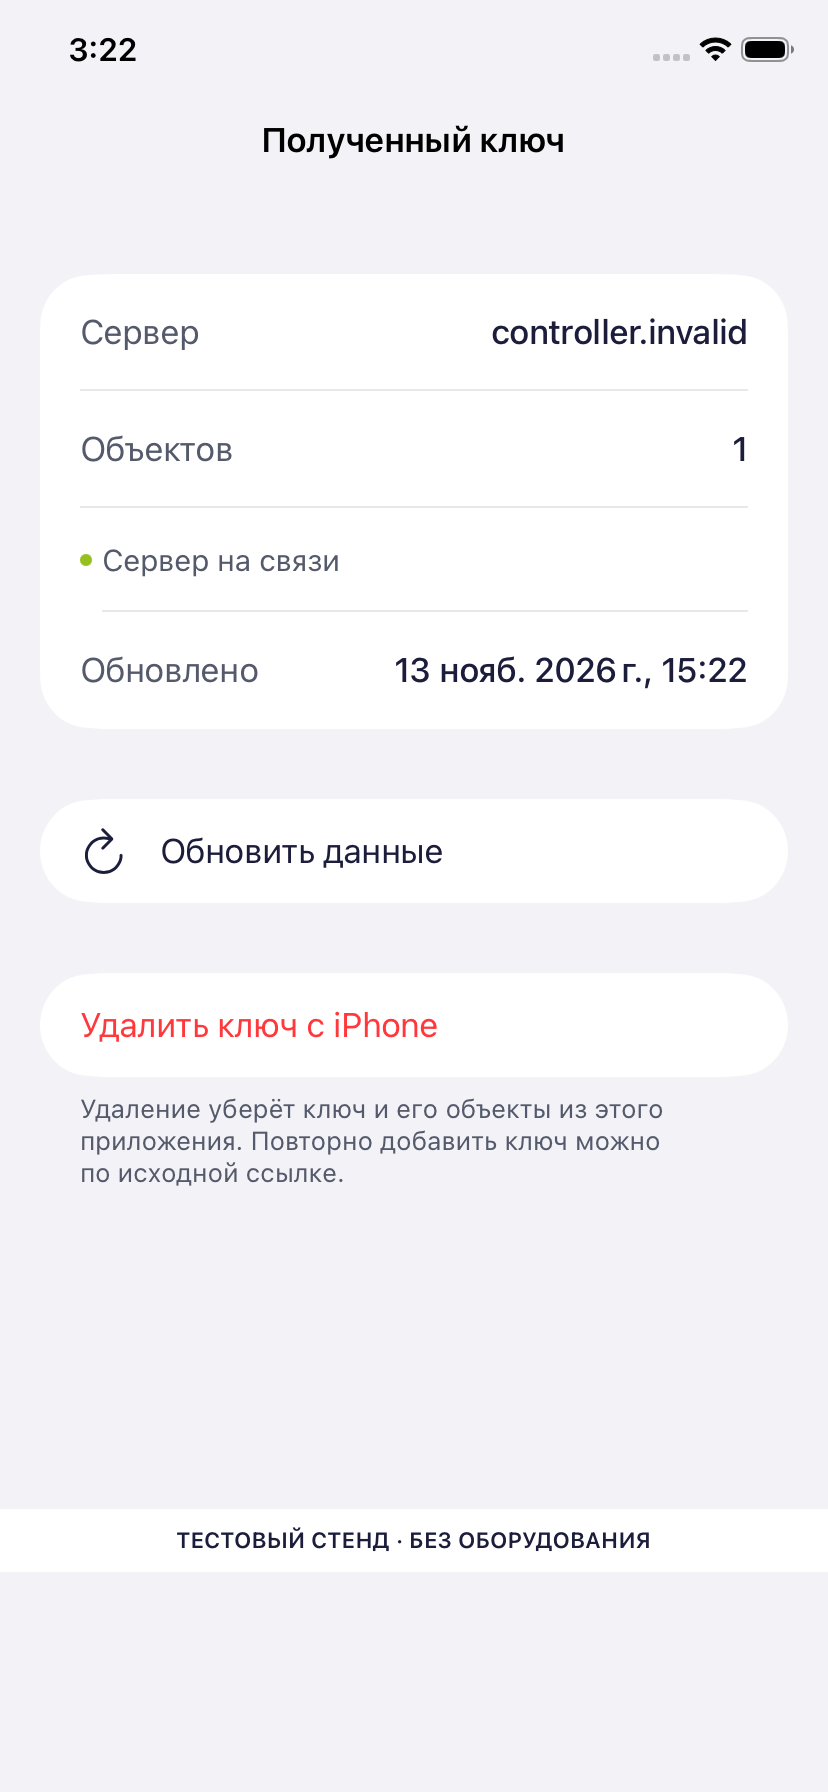 3:22
Полученный ключ
Сервер controller.invalid
Объектов 1
Сервер на связи
Обновлено 13 нояб. 2026 г., 15:22
Обновить данные
Удалить ключ с iPhone
Удаление уберёт ключ и его объекты из этого
приложения. Повторно добавить ключ можно
по исходной ссылке.
ТЕСТОВЫЙ СТЕНД · БЕЗ ОБОРУДОВАНИЯ